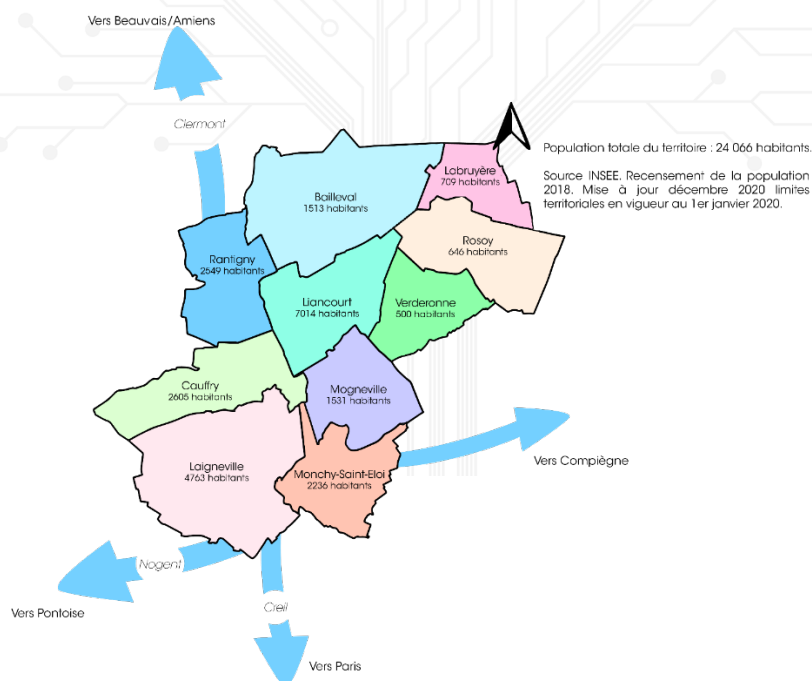 Vers Beauvais/Amiens
Clermont
Population totale du territoire : 24 066 habitants.
Source INSEE. Recensement de la population
2018. Mise à jour décembre 2020 limites
territoriales en vigueur au 1er janvier 2020.
Labruyère
709 habitants
Bailleval
1513 habitants
Rosoy
646 habitants
Rantigny
2549 habitants
Liancourt
7014 habitants
Verderonne
500 habitants
Cauffry
2605 habitants
Mogneville
1531 habitants
Laigneville
4763 habitants
Monchy-Saint-Eloi
2236 habitants
Vers Compiègne
Nogent
Vers Pontoise
Creil
Vers Paris